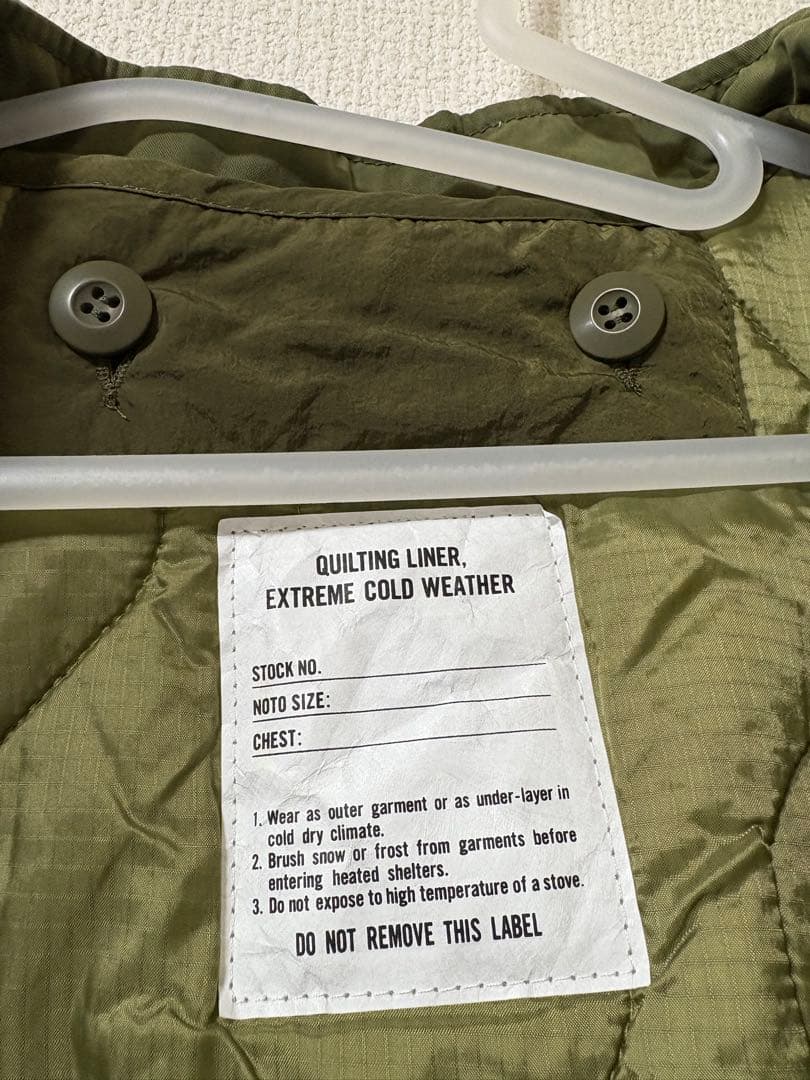 QUILTING LINER,
EXTREME COLD WEATHER
STOCK NO.
NOTO SIZE:
CHEST:
1. Wear as outer garment or as under-layer in
cold dry climate.
2. Brush snow or frost from garments before
entering heated shelters.
3. Do not expose to high temperature of a stove.
DO NOT REMOVE THIS LABEL